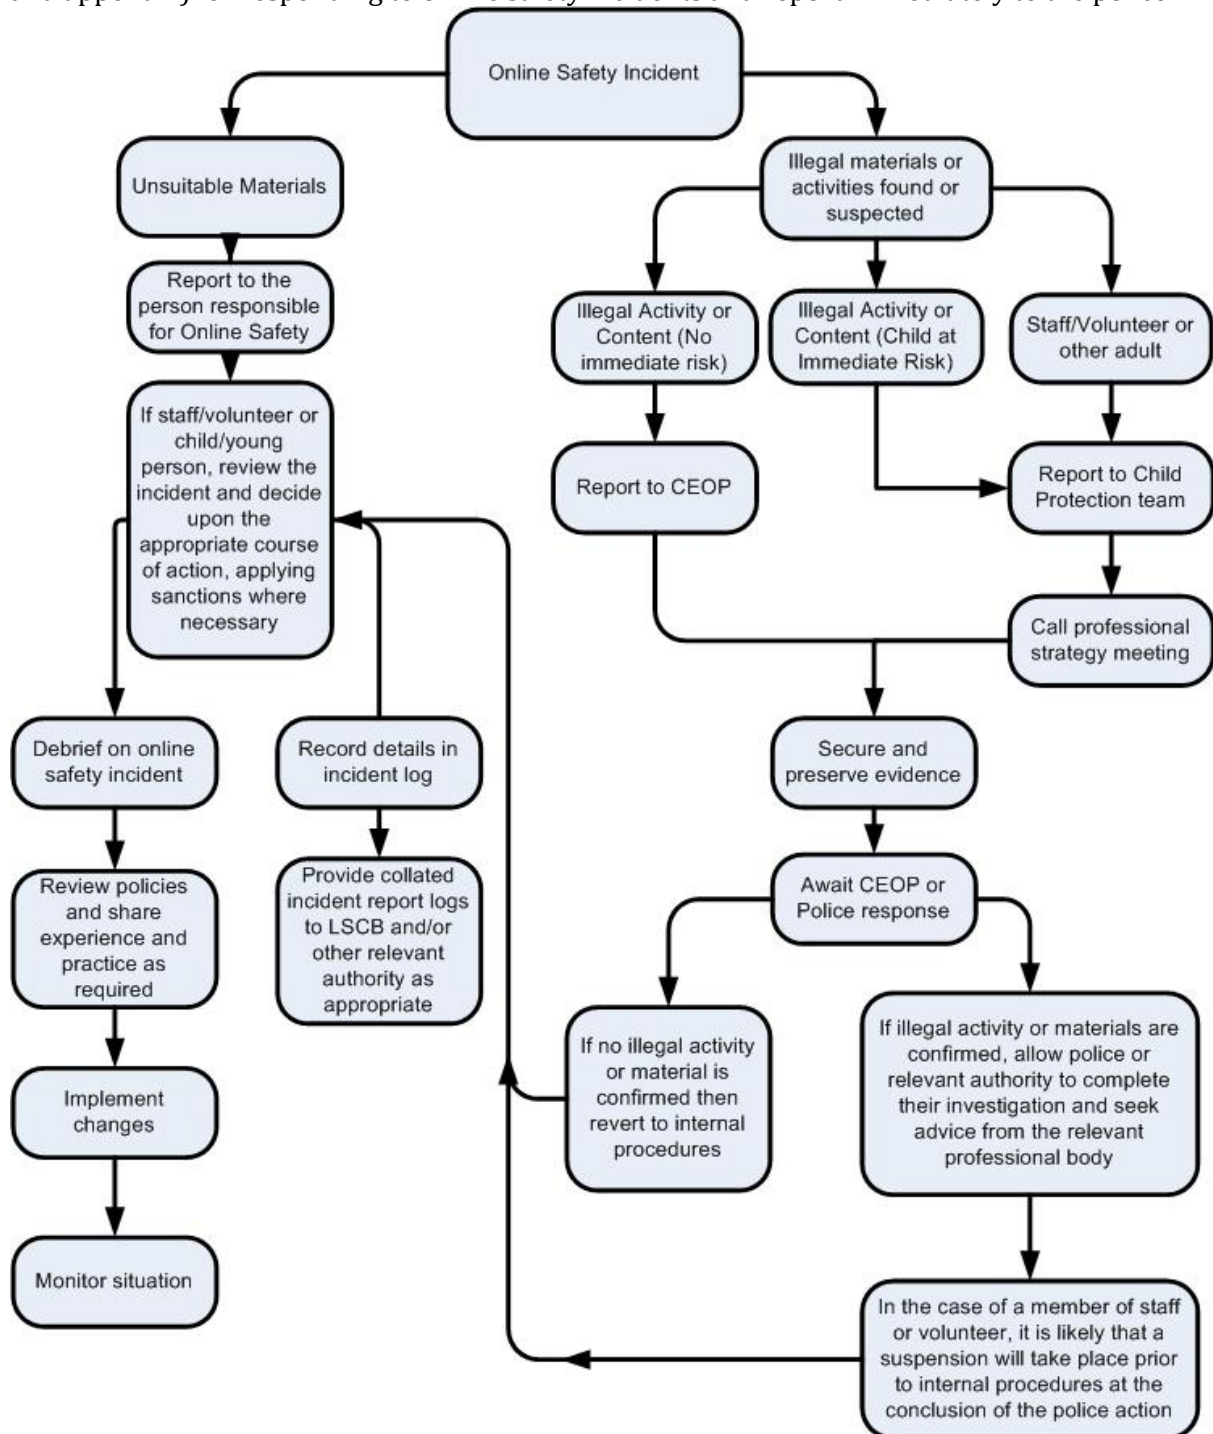 Online Safety Incident
Unsuitable Materials
Report to the
person responsible
for Online Safety
If staff/volunteer or
child/young
person, review the
incident and decide
upon the
appropriate course
of action, applying
sanctions where
necessary
Debrief on online
safety incident
Review policies
and share
experience and
practice as
required
Implement
changes
Monitor situation
Record details in
incident log
Provide collated
incident report logs
to LSCB and/or
other relevant
authority as
appropriate
Illegal materials or
activities found or
suspected
Illegal Activity or
Content (No
immediate risk)
Illegal Activity or
Content (Child at
Immediate Risk)
Staff/Volunteer or
other adult
Report to CEOP
Report to Child
Protection team
Call professional
strategy meeting
Secure and
preserve evidence
Await CEOP or
Police response
If no illegal activity
or material is
confirmed then
revert to internal
procedures
If illegal activity or materials are
confirmed, allow police or
relevant authority to complete
their investigation and seek
advice from the relevant
professional body
In the case of a member of staff
or volunteer, it is likely that a
suspension will take place prior
to internal procedures at the
conclusion of the police action